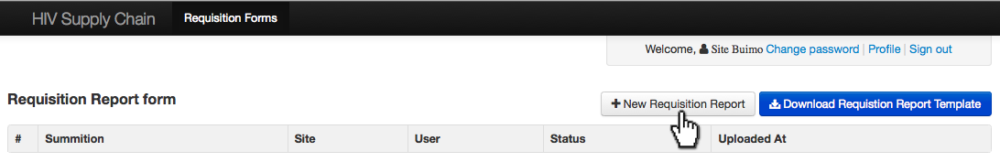 HIV Supply Chain Requisition Forms
Welcome, Site Buimo Change password | Profile | Sign out
Requisition Report form New Requisition Report Download Requistion Report Template
# Summition Site User Status Uploaded At